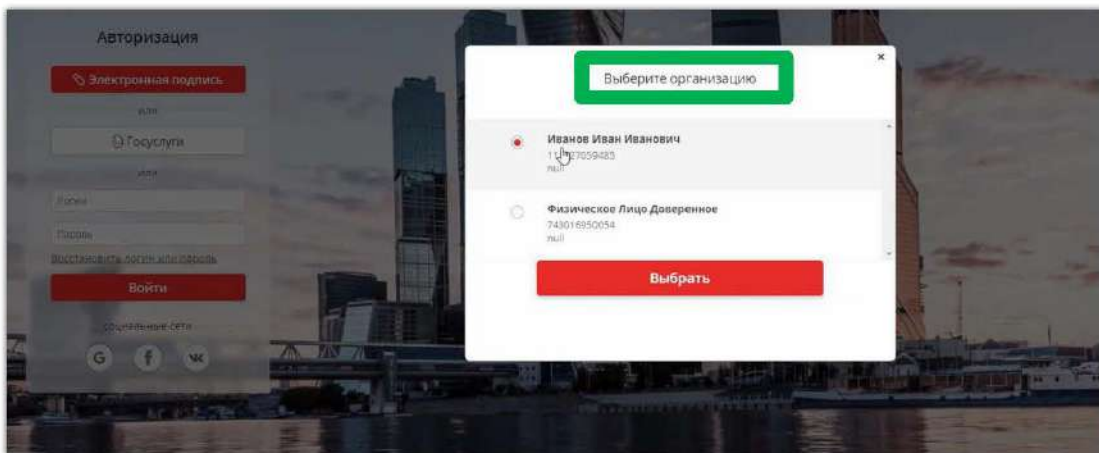 Авторизация
Электронная подпись
или
Госуслуги
или
Логин
Пароль
Восстановить логин или пароль
Войти
социальные сети
G f
Выберите организацию
×
Иванов Иван Иванович
null
Физическое Лицо Доверенное
743016950054
null
Выбрать